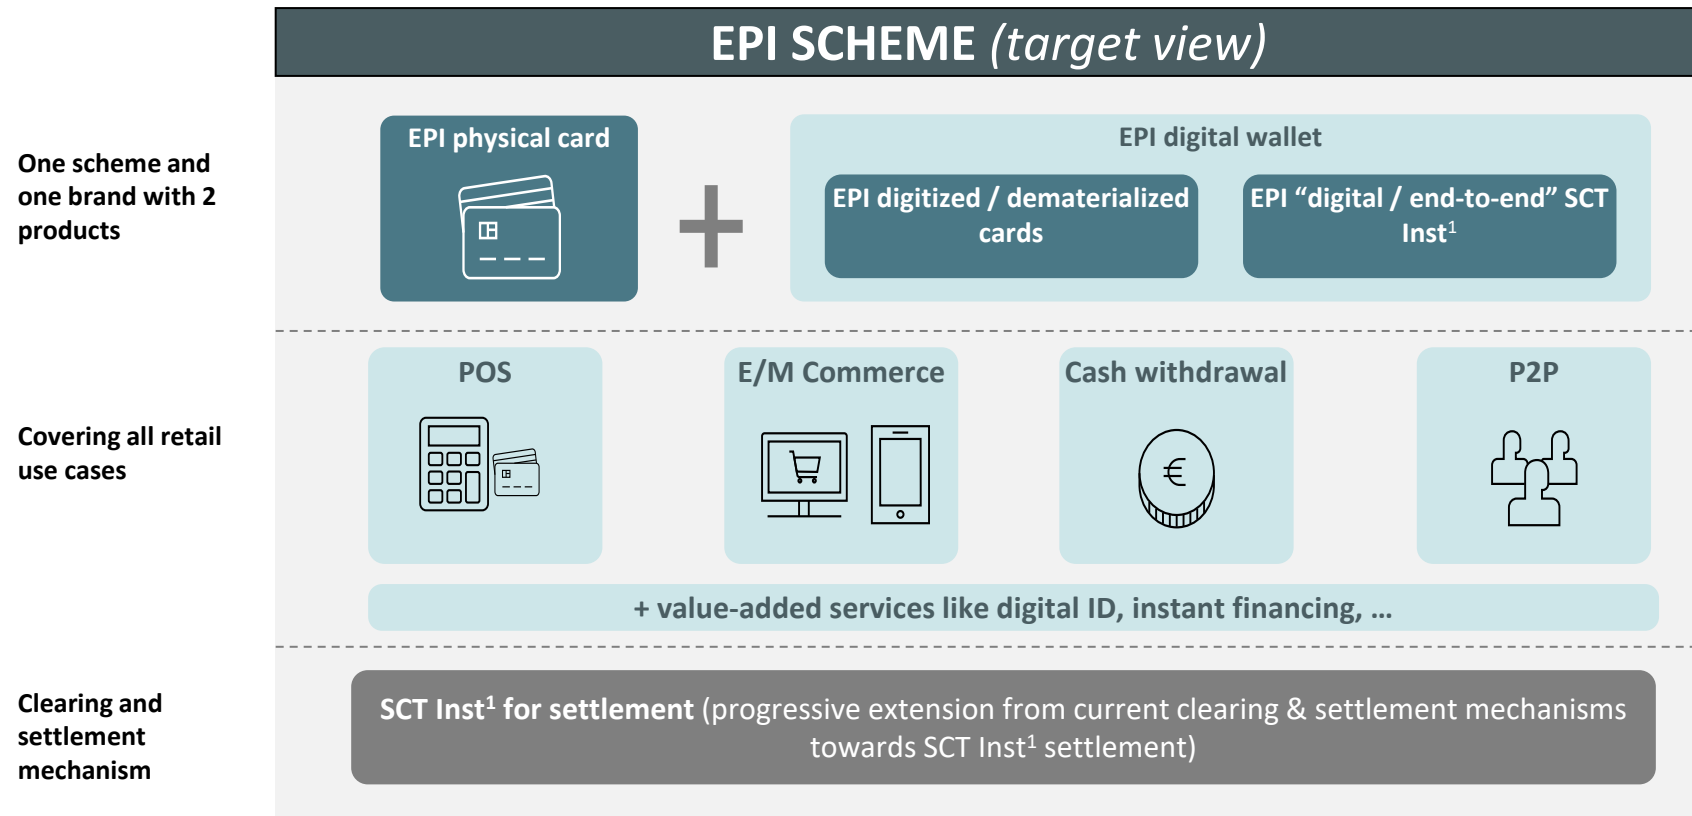 EPI SCHEME (target view)
One scheme and
one brand with 2
products
EPI physical card
EPI digital wallet
EPI digitized / dematerialized
cards
EPI “digital / end-to-end” SCT
Inst¹
Covering all retail
use cases
POS
E/M Commerce
Cash withdrawal
€
P2P
+ value-added services like digital ID, instant financing, …
Clearing and
settlement
mechanism
SCT Inst¹ for settlement (progressive extension from current clearing & settlement mechanisms
towards SCT Inst¹ settlement)